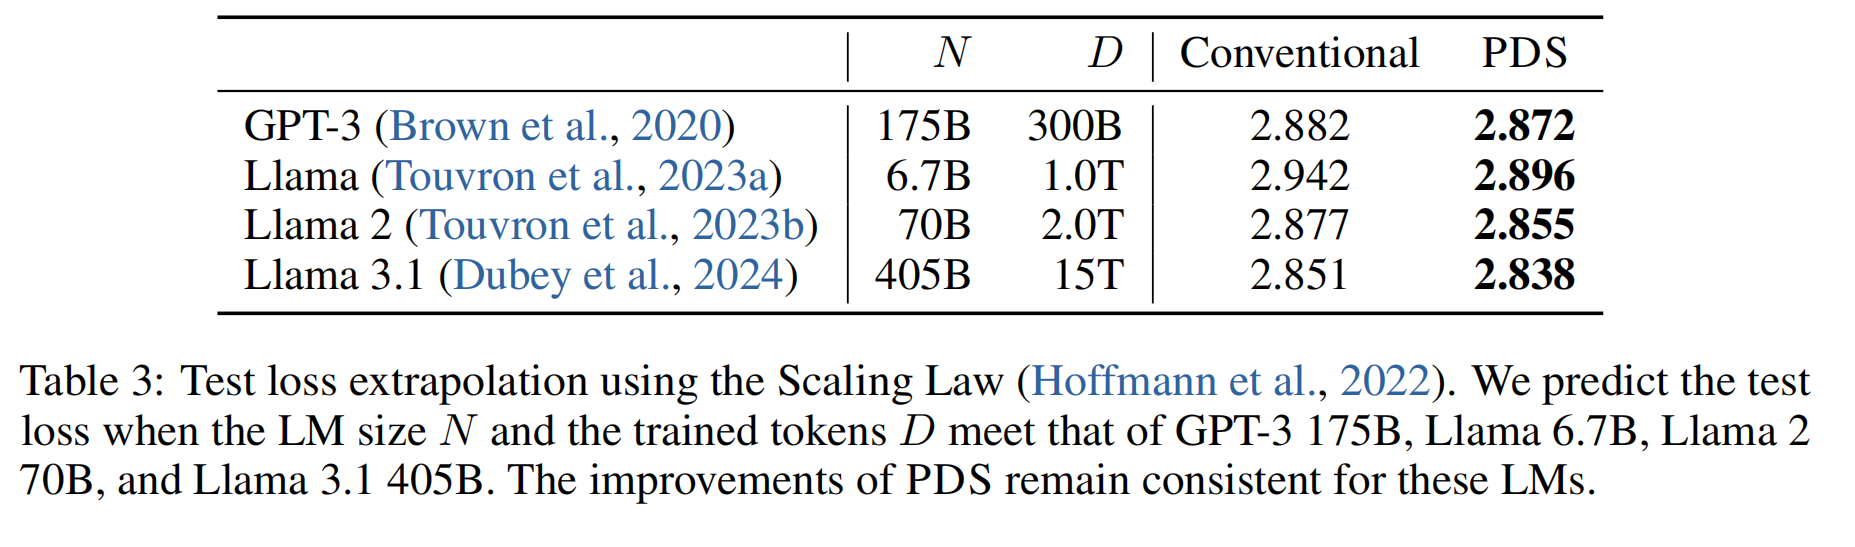 N D Conventional PDS
GPT-3 (Brown et al., 2020) 175B 300B 2.882 2.872
Llama (Touvron et al., 2023a) 6.7B 1.0T 2.942 2.896
Llama 2 (Touvron et al., 2023b) 70B 2.0T 2.877 2.855
Llama 3.1 (Dubey et al., 2024) 405B 15T 2.851 2.838
Table 3: Test loss extrapolation using the Scaling Law (Hoffmann et al., 2022). We predict the test
loss when the LM size N and the trained tokens D meet that of GPT-3 175B, Llama 6.7B, Llama 2
70B, and Llama 3.1 405B. The improvements of PDS remain consistent for these LMs.